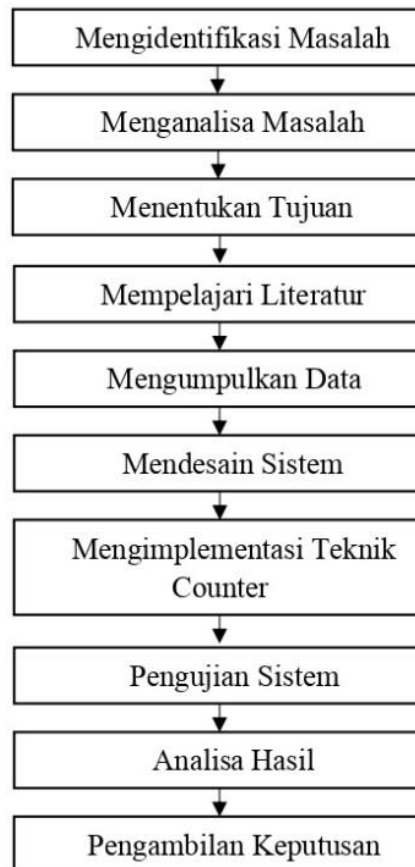 Mengidentifikasi Masalah
Menganalisa Masalah
Menentukan Tujuan
Mempelajari Literatur
Mengumpulkan Data
Mendesain Sistem
Mengimplementasi Teknik
Counter
Pengujian Sistem
Analisa Hasil
Pengambilan Keputusan